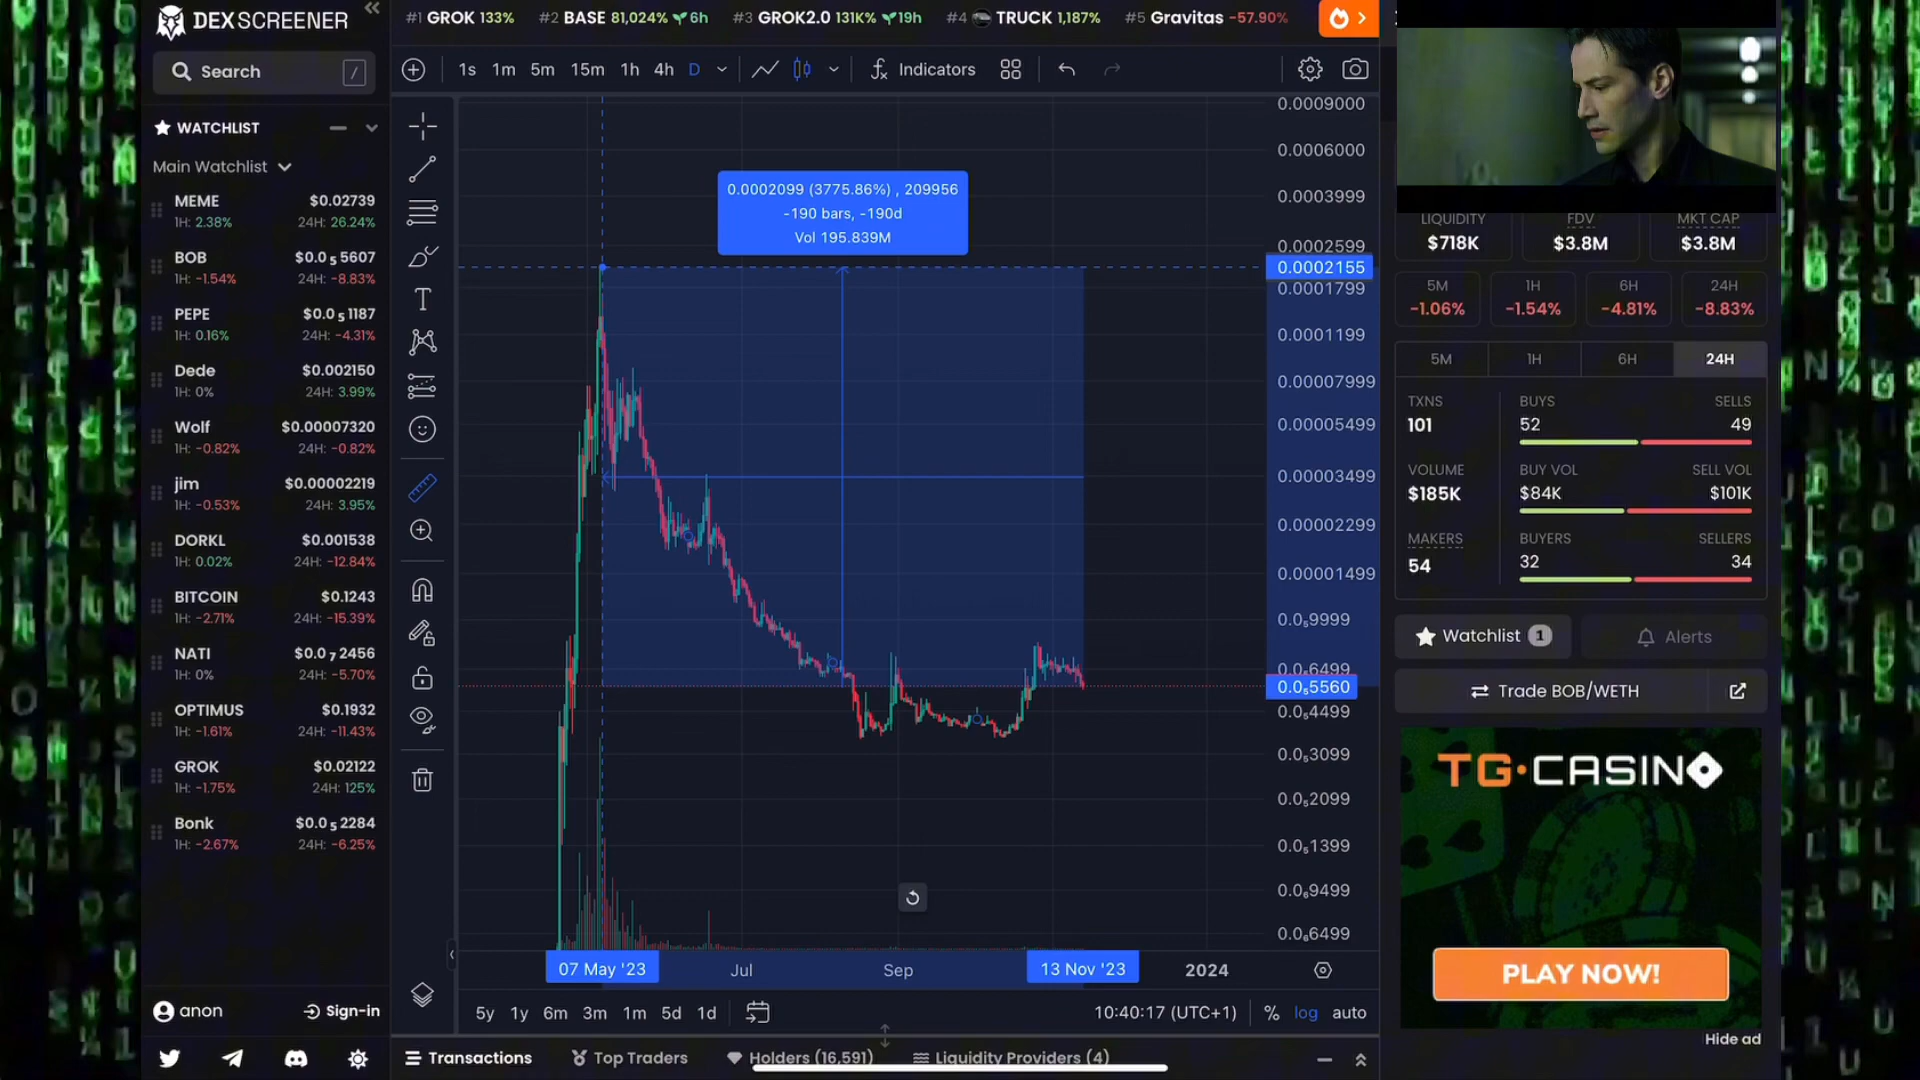 DEX SCREENER
#1 GROK 133% #2 BASE 81,024% 6h #3 GROK2.0 131K% 19h #4 TRUCK 1,187% #5 Gravitas -57.90%
Search /
1s 1m 5m 15m 1h 4h D Indicators
WATCHLIST
Main Watchlist
MEME $0.02739
1H: 2.38% 24H: 26.24%
BOB $0.0₅5607
1H: -1.54% 24H: -8.83%
PEPE $0.0₅1187
1H: 0.16% 24H: -4.31%
Dede $0.002150
1H: 0% 24H: 3.99%
Wolf $0.00007320
1H: -0.82% 24H: -0.82%
jim $0.00002219
1H: -0.53% 24H: 3.95%
DORKL $0.001538
1H: 0.02% 24H: -12.84%
BITCOIN $0.1243
1H: -2.71% 24H: -15.39%
NATI $0.0₇2456
1H: 0% 24H: -5.70%
OPTIMUS $0.1932
1H: -1.61% 24H: -11.43%
GROK $0.02122
1H: -1.75% 24H: 125%
Bonk $0.0₅2284
1H: -2.67% 24H: -6.25%
anon Sign-in
0.0002099 (3775.86%) , 209956
-190 bars, -190d
Vol 195.839M
0.0009000
0.0006000
0.0003999
0.0002599
0.0002155
0.0001799
0.0001199
0.00007999
0.00005499
0.00003499
0.00002299
0.00001499
0.0₅9999
0.0₅6499
0.0₅5560
0.0₅4499
0.0₅3099
0.0₅2099
0.0₅1399
0.0₆9499
0.0₆6499
07 May '23 Jul Sep 13 Nov '23 2024
5y 1y 6m 3m 1m 5d 1d 10:40:17 (UTC+1) % log auto
Transactions Top Traders Holders (16,591) Liquidity Providers (4)
LIQUIDITY FDV MKT CAP
$718K $3.8M $3.8M
5M 1H 6H 24H
-1.06% -1.54% -4.81% -8.83%
5M 1H 6H 24H
TXNS BUYS SELLS
101 52 49
VOLUME BUY VOL SELL VOL
$185K $84K $101K
MAKERS BUYERS SELLERS
54 32 34
Watchlist 1 Alerts
Trade BOB/WETH
TG.CASINO
PLAY NOW!
Hide ad